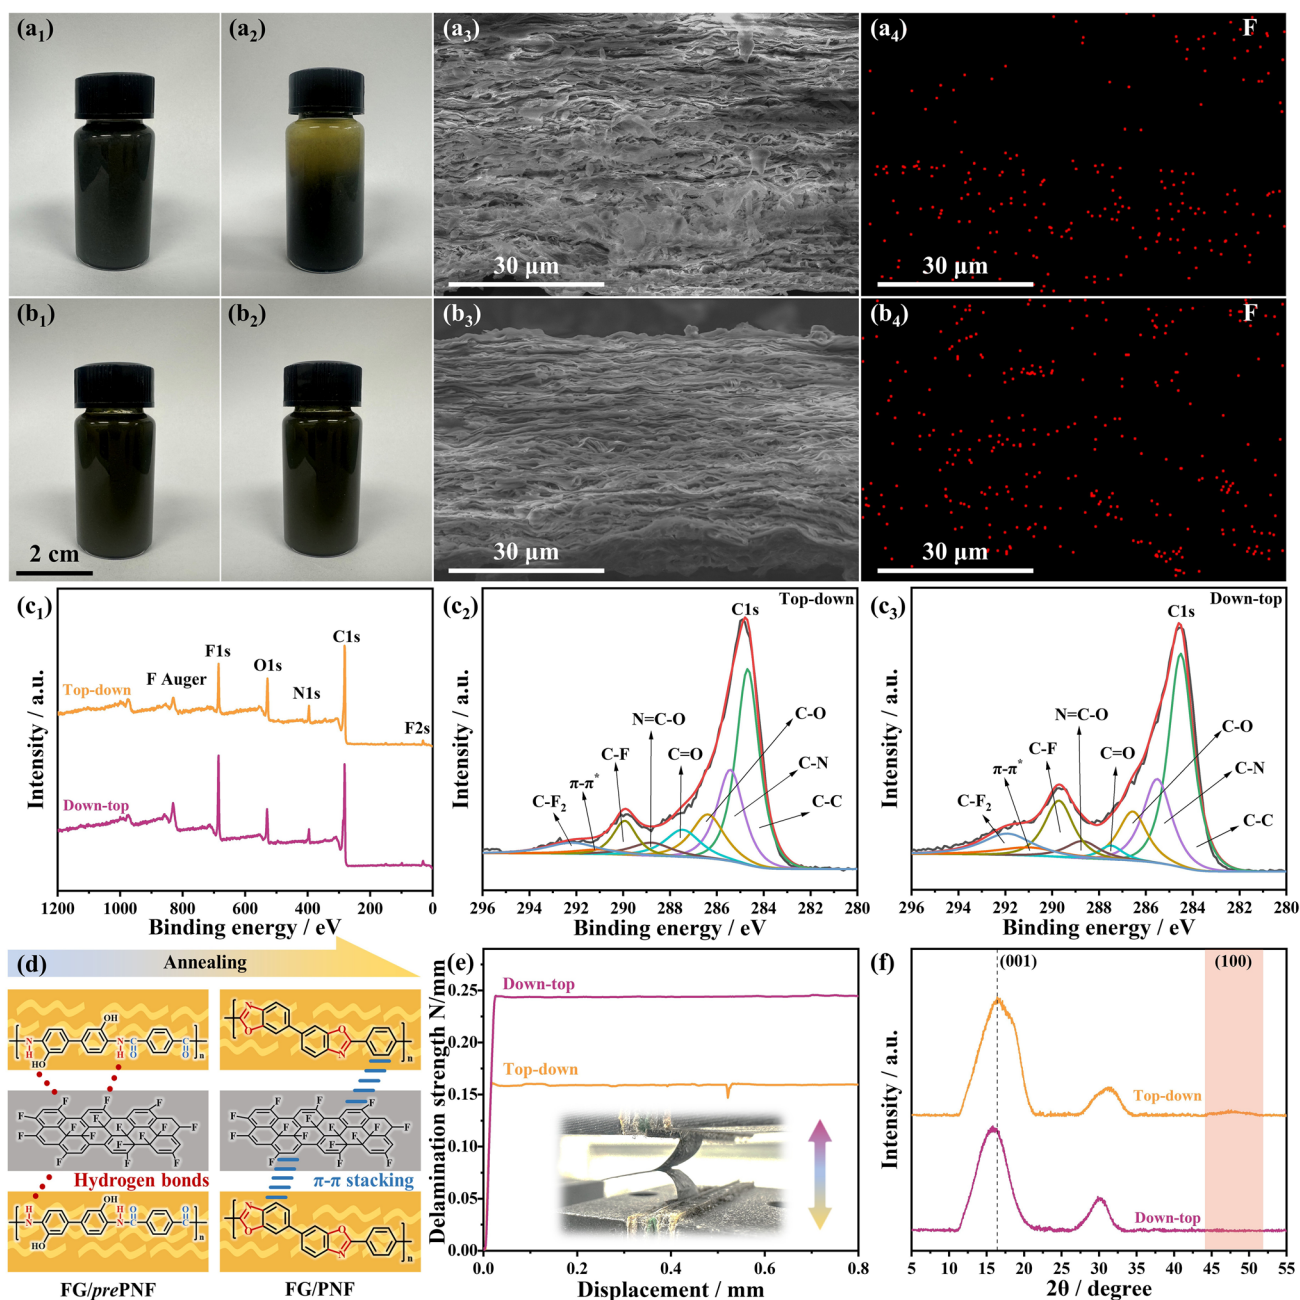 (a₁)
(a₂)
(a₃)
30 μm
(a₄)
F
30 μm
(b₁)
2 cm
(b₂)
(b₃)
30 μm
(b₄)
F
30 μm
(c₁)
Intensity / a.u.
Top-down
Down-top
F Auger
F1s
O1s
N1s
C1s
F2s
1200 1000 800 600 400 200 0
Binding energy / eV
(c₂)
Top-down
Intensity / a.u.
C1s
C-F₂
π-π*
C-F
N=C-O
C=O
C-O
C-N
C-C
296 294 292 290 288 286 284 282 280
Binding energy / eV
(c₃)
Down-top
Intensity / a.u.
C1s
C-F₂
π-π*
C-F
N=C-O
C=O
C-O
C-N
C-C
296 294 292 290 288 286 284 282 280
Binding energy / eV
(d)
Annealing
Hydrogen bonds
π-π stacking
FG/prePNF
FG/PNF
(e)
Delamination strength N/mm
0.25
0.20
0.15
0.10
0.05
0.00
Down-top
Top-down
0.0 0.2 0.4 0.6 0.8
Displacement / mm
(f)
(001)
(100)
Intensity / a.u.
Top-down
Down-top
5 10 15 20 25 30 35 40 45 50 55
2θ / degree